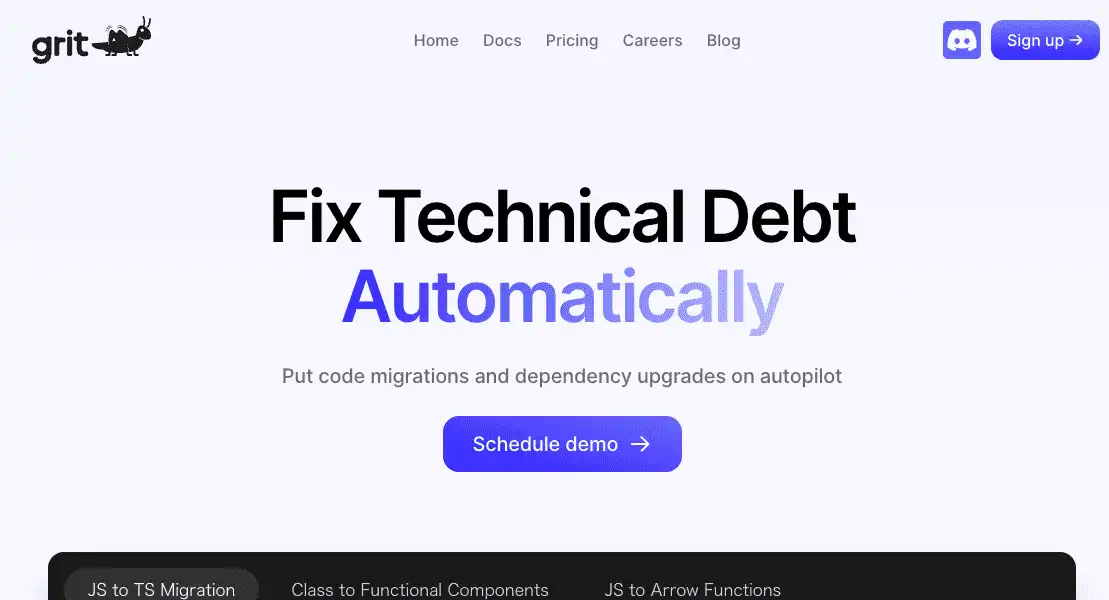 grit
Home Docs Pricing Careers Blog
Sign up →
Fix Technical Debt
Automatically
Put code migrations and dependency upgrades on autopilot
Schedule demo →
JS to TS Migration Class to Functional Components JS to Arrow Functions